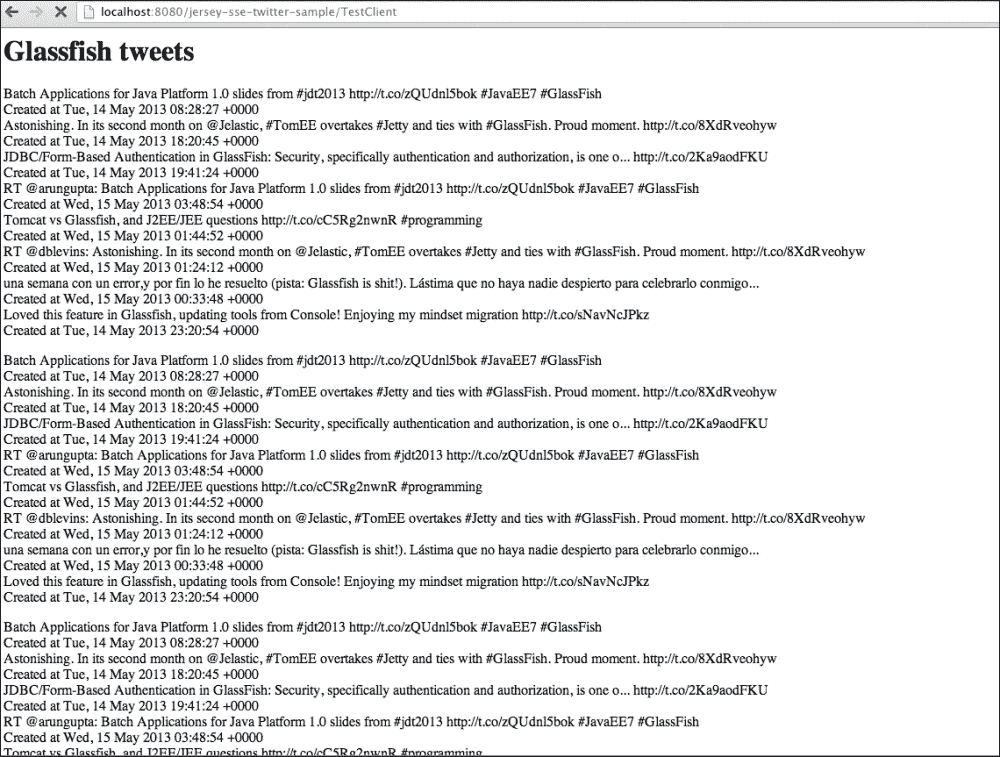 localhost:8080/jersey-sse-twitter-sample/TestClient
Glassfish tweets
Batch Applications for Java Platform 1.0 slides from #jdt2013 http://t.co/zQUdnl5bok #JavaEE7 #GlassFish
Created at Tue, 14 May 2013 08:28:27 +0000
Astonishing. In its second month on @Jelastic, #TomEE overtakes #Jetty and ties with #GlassFish. Proud moment. http://t.co/8XdRveohyw
Created at Tue, 14 May 2013 18:20:45 +0000
JDBC/Form-Based Authentication in GlassFish: Security, specifically authentication and authorization, is one o... http://t.co/2Ka9aodFKU
Created at Tue, 14 May 2013 19:41:24 +0000
RT @arungupta: Batch Applications for Java Platform 1.0 slides from #jdt2013 http://t.co/zQUdnl5bok #JavaEE7 #GlassFish
Created at Wed, 15 May 2013 03:48:54 +0000
Tomcat vs Glassfish, and J2EE/JEE questions http://t.co/cC5Rg2nwnR #programming
Created at Wed, 15 May 2013 01:44:52 +0000
RT @dblevins: Astonishing. In its second month on @Jelastic, #TomEE overtakes #Jetty and ties with #GlassFish. Proud moment. http://t.co/8XdRveohyw
Created at Wed, 15 May 2013 01:24:12 +0000
una semana con un error,y por fin lo he resuelto (pista: Glassfish is shit!). Lástima que no haya nadie despierto para celebrarlo conmigo...
Created at Wed, 15 May 2013 00:33:48 +0000
Loved this feature in Glassfish, updating tools from Console! Enjoying my mindset migration http://t.co/sNavNcJPkz
Created at Tue, 14 May 2013 23:20:54 +0000
Batch Applications for Java Platform 1.0 slides from #jdt2013 http://t.co/zQUdnl5bok #JavaEE7 #GlassFish
Created at Tue, 14 May 2013 08:28:27 +0000
Astonishing. In its second month on @Jelastic, #TomEE overtakes #Jetty and ties with #GlassFish. Proud moment. http://t.co/8XdRveohyw
Created at Tue, 14 May 2013 18:20:45 +0000
JDBC/Form-Based Authentication in GlassFish: Security, specifically authentication and authorization, is one o... http://t.co/2Ka9aodFKU
Created at Tue, 14 May 2013 19:41:24 +0000
RT @arungupta: Batch Applications for Java Platform 1.0 slides from #jdt2013 http://t.co/zQUdnl5bok #JavaEE7 #GlassFish
Created at Wed, 15 May 2013 03:48:54 +0000
Tomcat vs Glassfish, and J2EE/JEE questions http://t.co/cC5Rg2nwnR #programming
Created at Wed, 15 May 2013 01:44:52 +0000
RT @dblevins: Astonishing. In its second month on @Jelastic, #TomEE overtakes #Jetty and ties with #GlassFish. Proud moment. http://t.co/8XdRveohyw
Created at Wed, 15 May 2013 01:24:12 +0000
una semana con un error,y por fin lo he resuelto (pista: Glassfish is shit!). Lástima que no haya nadie despierto para celebrarlo conmigo...
Created at Wed, 15 May 2013 00:33:48 +0000
Loved this feature in Glassfish, updating tools from Console! Enjoying my mindset migration http://t.co/sNavNcJPkz
Created at Tue, 14 May 2013 23:20:54 +0000
Batch Applications for Java Platform 1.0 slides from #jdt2013 http://t.co/zQUdnl5bok #JavaEE7 #GlassFish
Created at Tue, 14 May 2013 08:28:27 +0000
Astonishing. In its second month on @Jelastic, #TomEE overtakes #Jetty and ties with #GlassFish. Proud moment. http://t.co/8XdRveohyw
Created at Tue, 14 May 2013 18:20:45 +0000
JDBC/Form-Based Authentication in GlassFish: Security, specifically authentication and authorization, is one o... http://t.co/2Ka9aodFKU
Created at Tue, 14 May 2013 19:41:24 +0000
RT @arungupta: Batch Applications for Java Platform 1.0 slides from #jdt2013 http://t.co/zQUdnl5bok #JavaEE7 #GlassFish
Created at Wed, 15 May 2013 03:48:54 +0000
Tomcat vs Glassfish, and J2EE/JEE questions http://t.co/cC5Rg2nwnR #programming